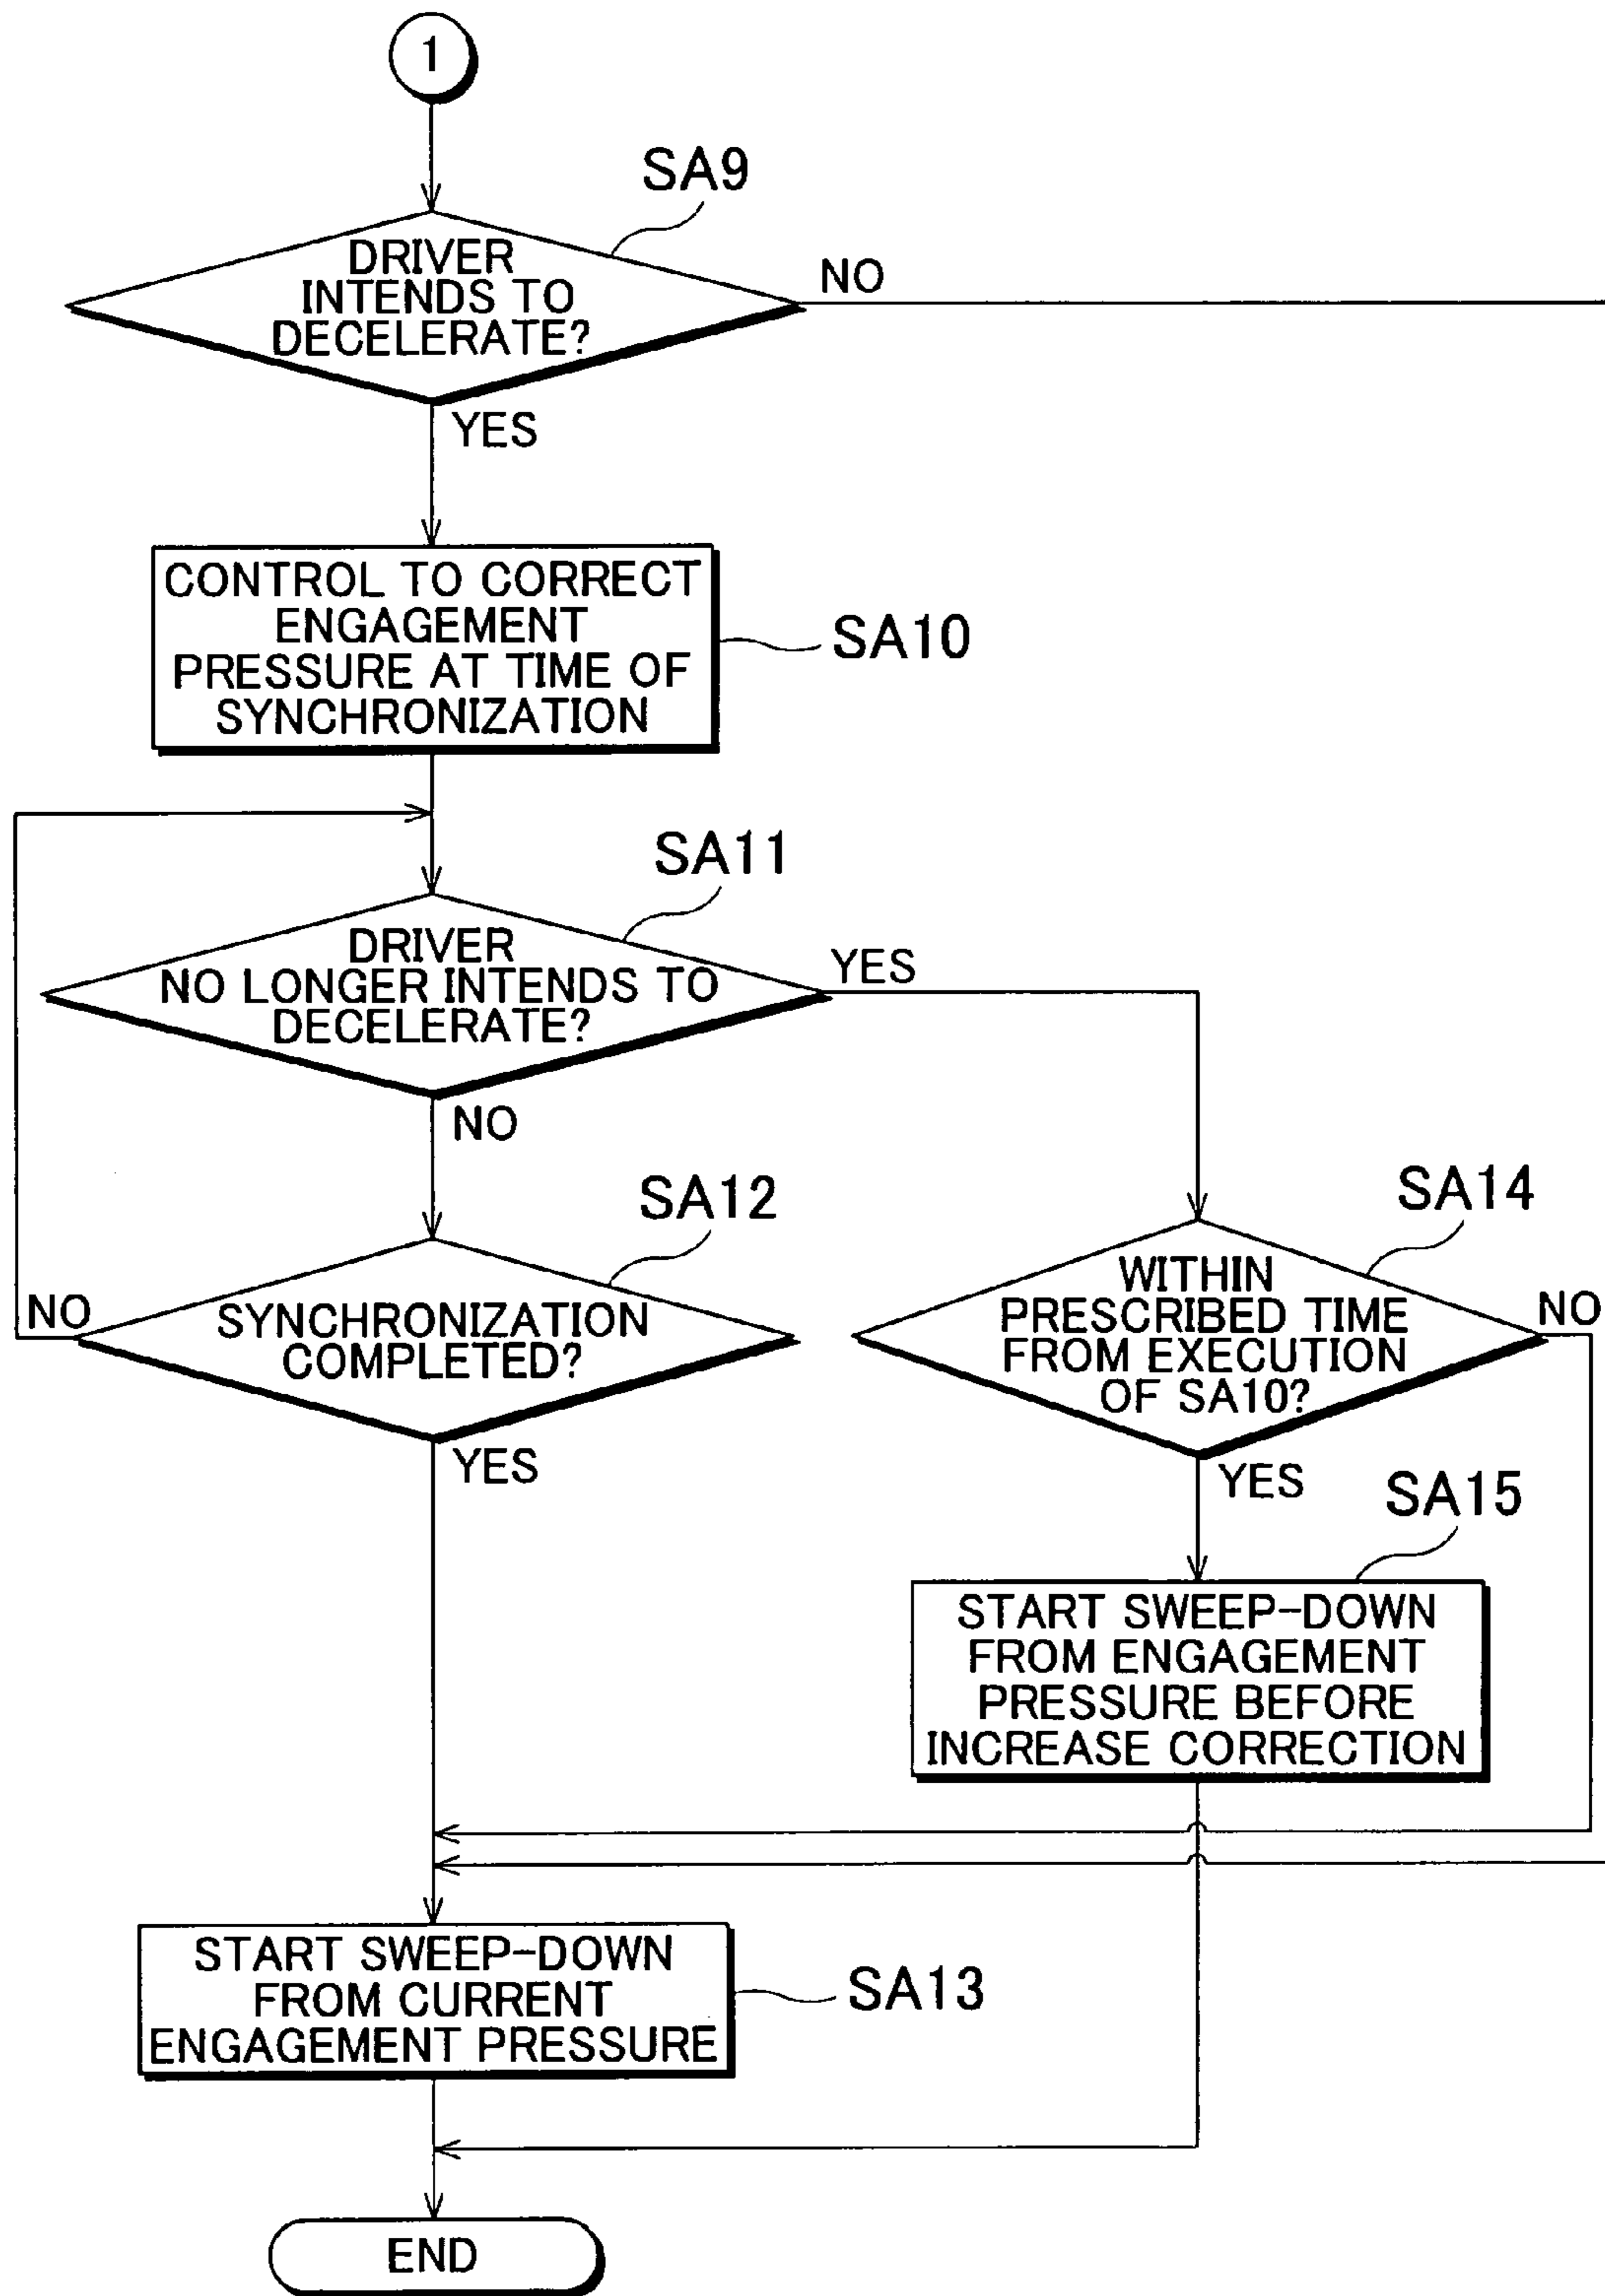 1
SA9
DRIVER
INTENDS TO
DECELERATE?
NO
YES
CONTROL TO CORRECT
ENGAGEMENT
PRESSURE AT TIME OF
SYNCHRONIZATION
SA10
SA11
DRIVER
NO LONGER INTENDS TO
DECELERATE?
YES
NO
SA12
SYNCHRONIZATION
COMPLETED?
NO
YES
SA14
WITHIN
PRESCRIBED TIME
FROM EXECUTION
OF SA10?
NO
YES
SA15
START SWEEP-DOWN
FROM ENGAGEMENT
PRESSURE BEFORE
INCREASE CORRECTION
START SWEEP-DOWN
FROM CURRENT
ENGAGEMENT PRESSURE
SA13
END